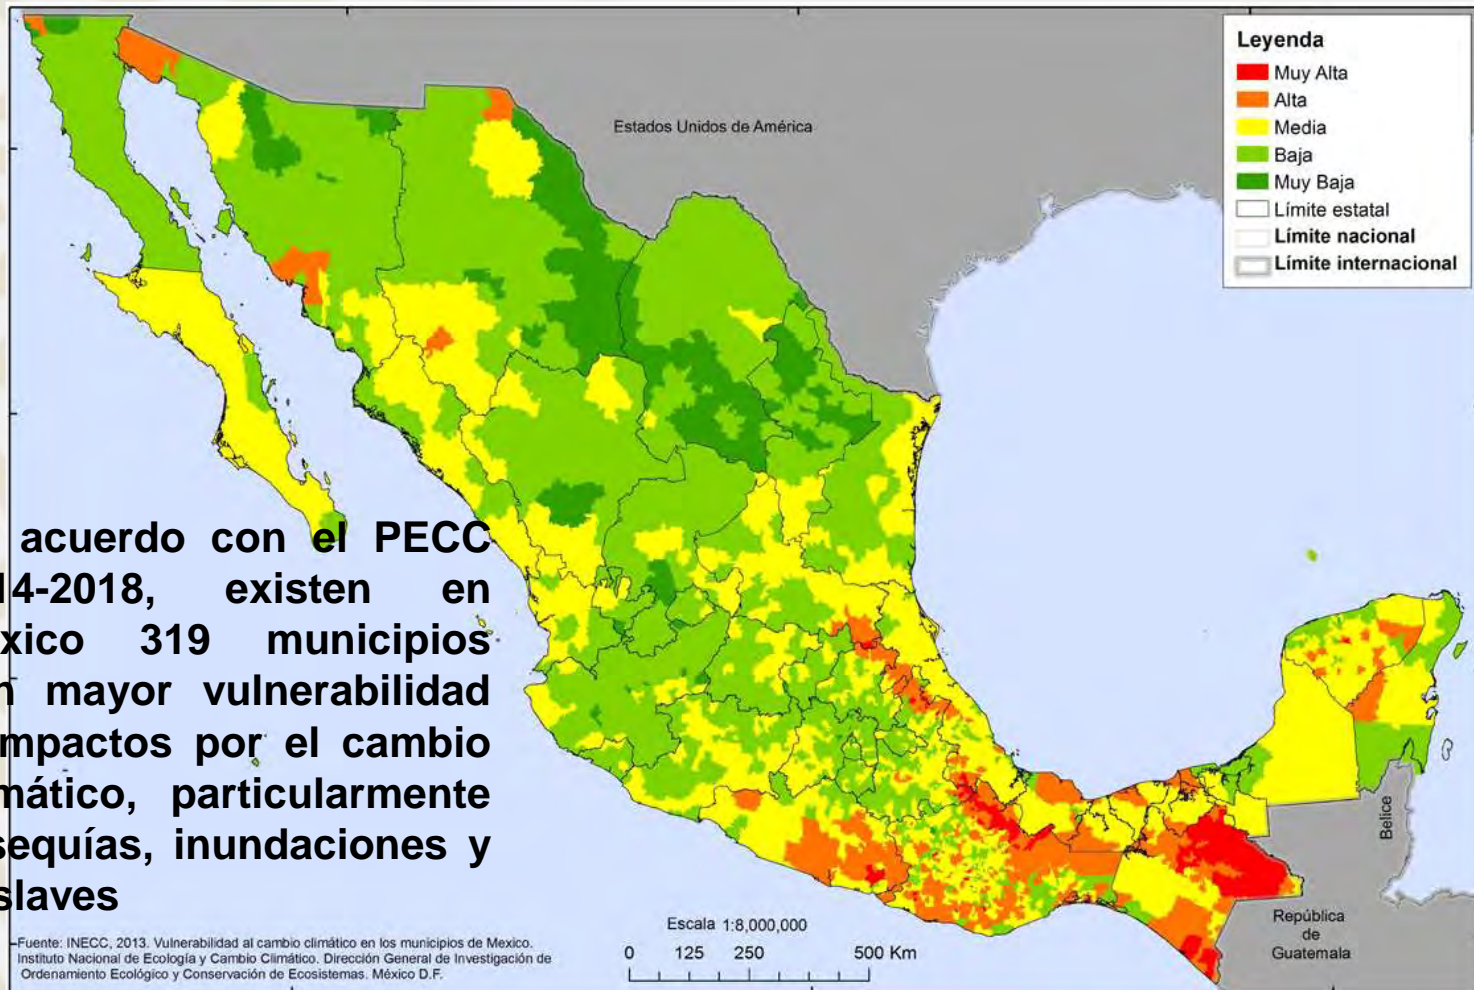 Leyenda
Muy Alta
Alta
Media
Baja
Muy Baja
Límite estatal
Límite nacional
Límite internacional
Estados Unidos de América
acuerdo con el PECC
14-2018, existen en
xico 319 municipios
n mayor vulnerabilidad
impactos por el cambio
mático, particularmente
sequías, inundaciones y
slaves
Belice
República
de
Guatemala
Escala 1:8,000,000
0 125 250 500 Km
Fuente: INECC, 2013. Vulnerabilidad al cambio climático en los municipios de Mexico.
Instituto Nacional de Ecología y Cambio Climático. Dirección General de Investigación de
Ordenamiento Ecológico y Conservación de Ecosistemas. México D.F.